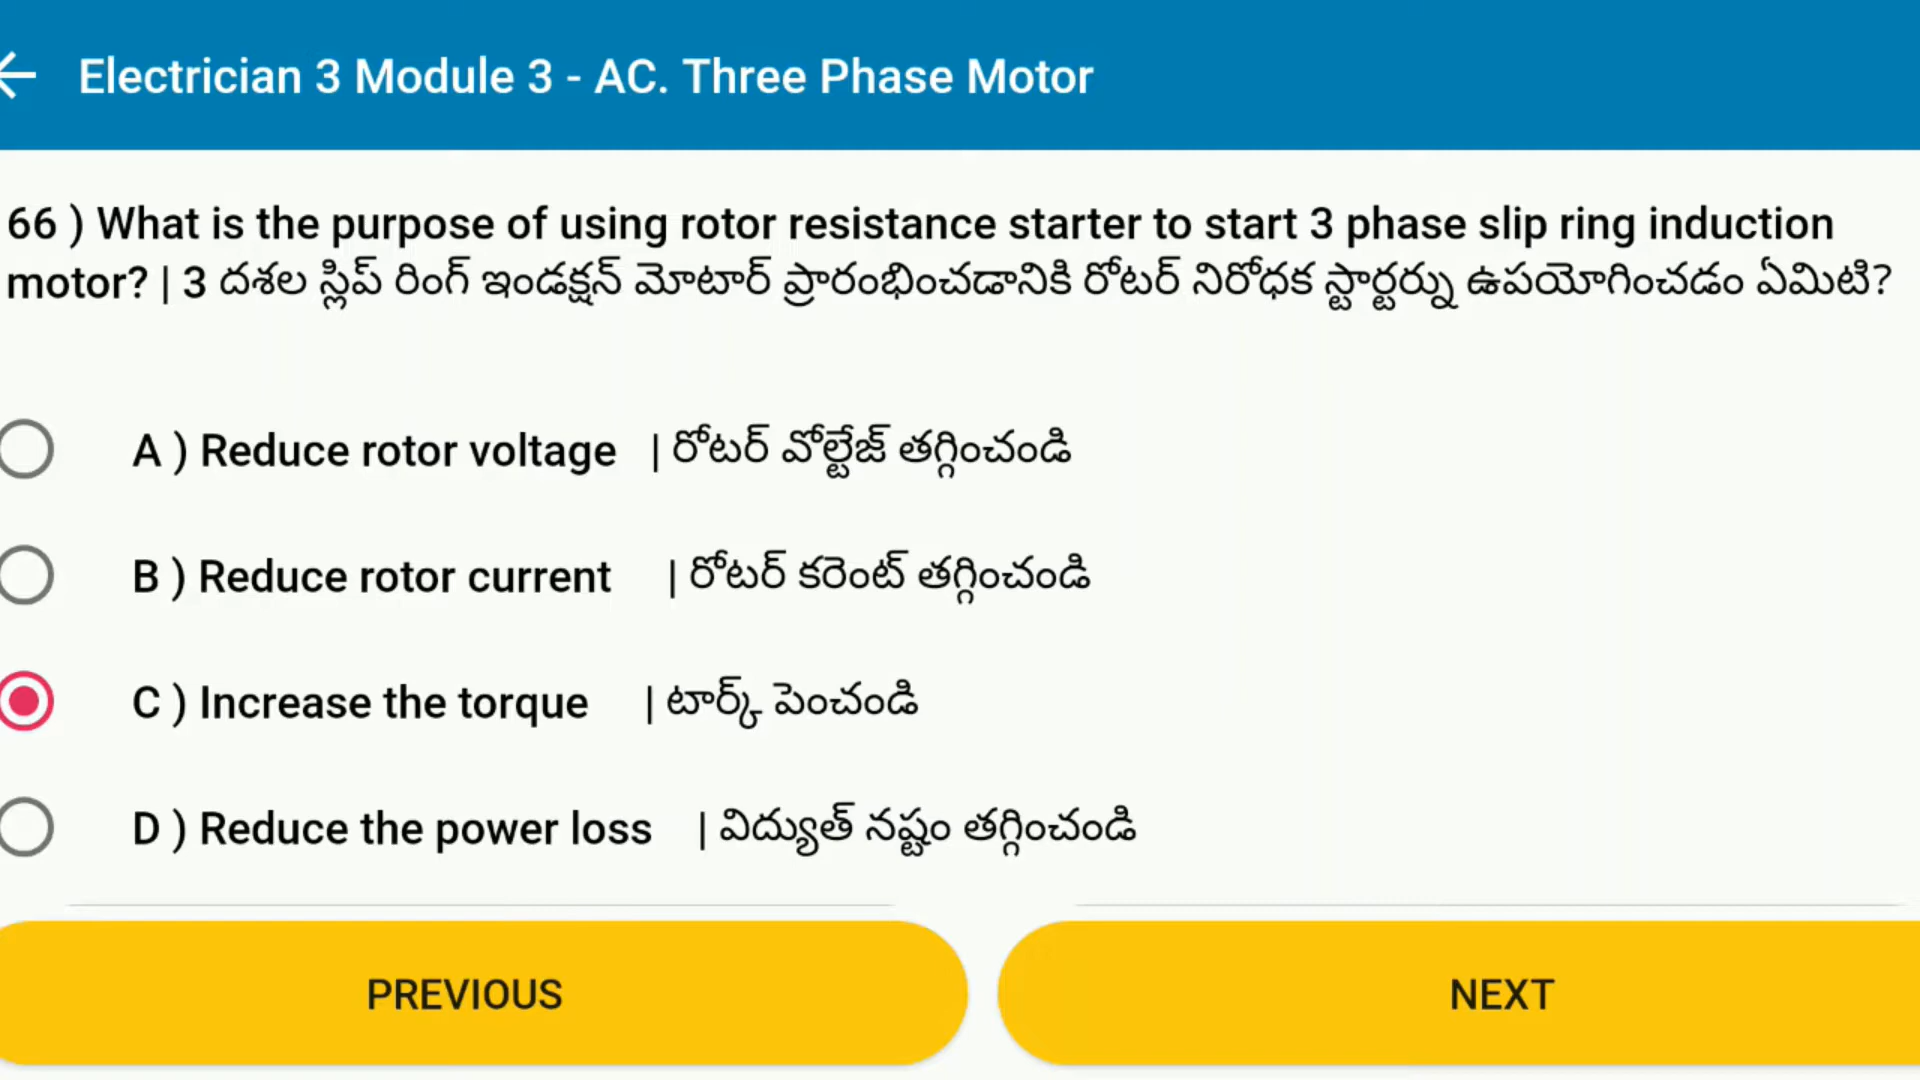 Electrician 3 Module 3 - AC. Three Phase Motor
66 ) What is the purpose of using rotor resistance starter to start 3 phase slip ring induction
motor? | 3 దశల స్లిప్ రింగ్ ఇండక్షన్ మోటార్ ప్రారంభించడానికి రోటర్ నిరోధక స్టార్టర్ను ఉపయోగించడం ఏమిటి?
A ) Reduce rotor voltage | రోటర్ వోల్టేజ్ తగ్గించండి
B ) Reduce rotor current | రోటర్ కరెంట్ తగ్గించండి
C ) Increase the torque | టార్క్ పెంచండి
D ) Reduce the power loss | విద్యుత్ నష్టం తగ్గించండి
PREVIOUS NEXT